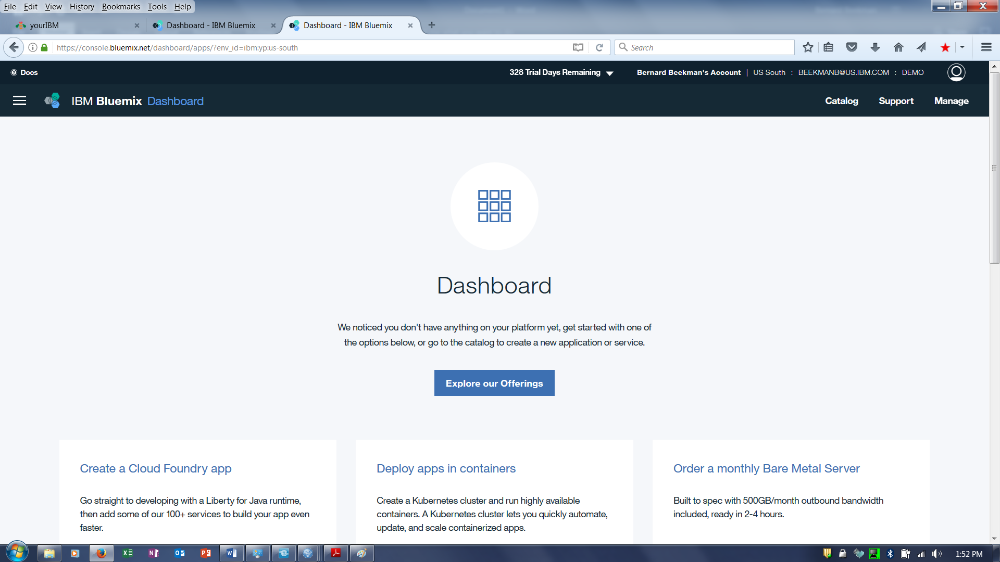 File Edit View History Bookmarks Tools Help
yourIBM
Dashboard - IBM Bluemix
Dashboard - IBM Bluemix
https://console.bluemix.net/dashboard/apps/?env_id=ibm:yp:us-south
Search
Docs
328 Trial Days Remaining
Bernard Beekman's Account | US South : BEEKMANB@US.IBM.COM : DEMO
IBM Bluemix Dashboard
Catalog Support Manage
Dashboard
We noticed you don't have anything on your platform yet, get started with one of
the options below, or go to the catalog to create a new application or service.
Explore our Offerings
Create a Cloud Foundry app
Go straight to developing with a Liberty for Java runtime,
then add some of our 100+ services to build your app even
faster.
Deploy apps in containers
Create a Kubernetes cluster and run highly available
containers. A Kubernetes cluster lets you quickly automate,
update, and scale containerized apps.
Order a monthly Bare Metal Server
Built to spec with 500GB/month outbound bandwidth
included, ready in 2-4 hours.
1:52 PM